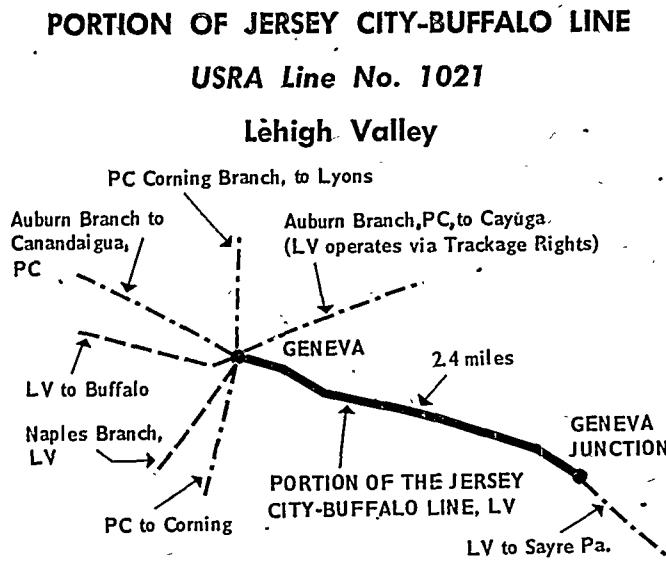 PORTION OF JERSEY CITY-BUFFALO LINE
USRA Line No. 1021
Lehigh Valley
PC Corning Branch, to Lyons
Auburn Branch to
Canandaigua,
PC
Auburn Branch, PC, to Cayuga
(LV operates via Trackage Rights)
GENEVA
2.4 miles
LV to Buffalo
GENEVA
JUNCTION
Naples Branch,
LV
PORTION OF THE JERSEY
CITY-BUFFALO LINE, LV
PC to Corning
LV to Sayre Pa.